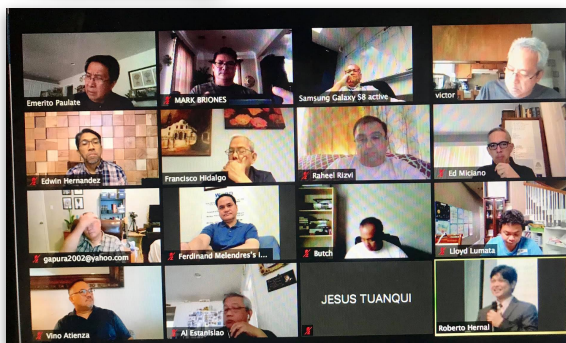 Emerito Paulate
MARK BRIONES
Samsung Galaxy S8 active
victor
Edwin Hernandez
Francisco Hidalgo
Raheel Rizvi
Ed Miciano
gapura2002@yahoo.com
Ferdinand Melendres's I...
Butch
Lloyd Lumata
Vino Atienza
Al Estanislao
JESUS TUANQUI
Roberto Hernal